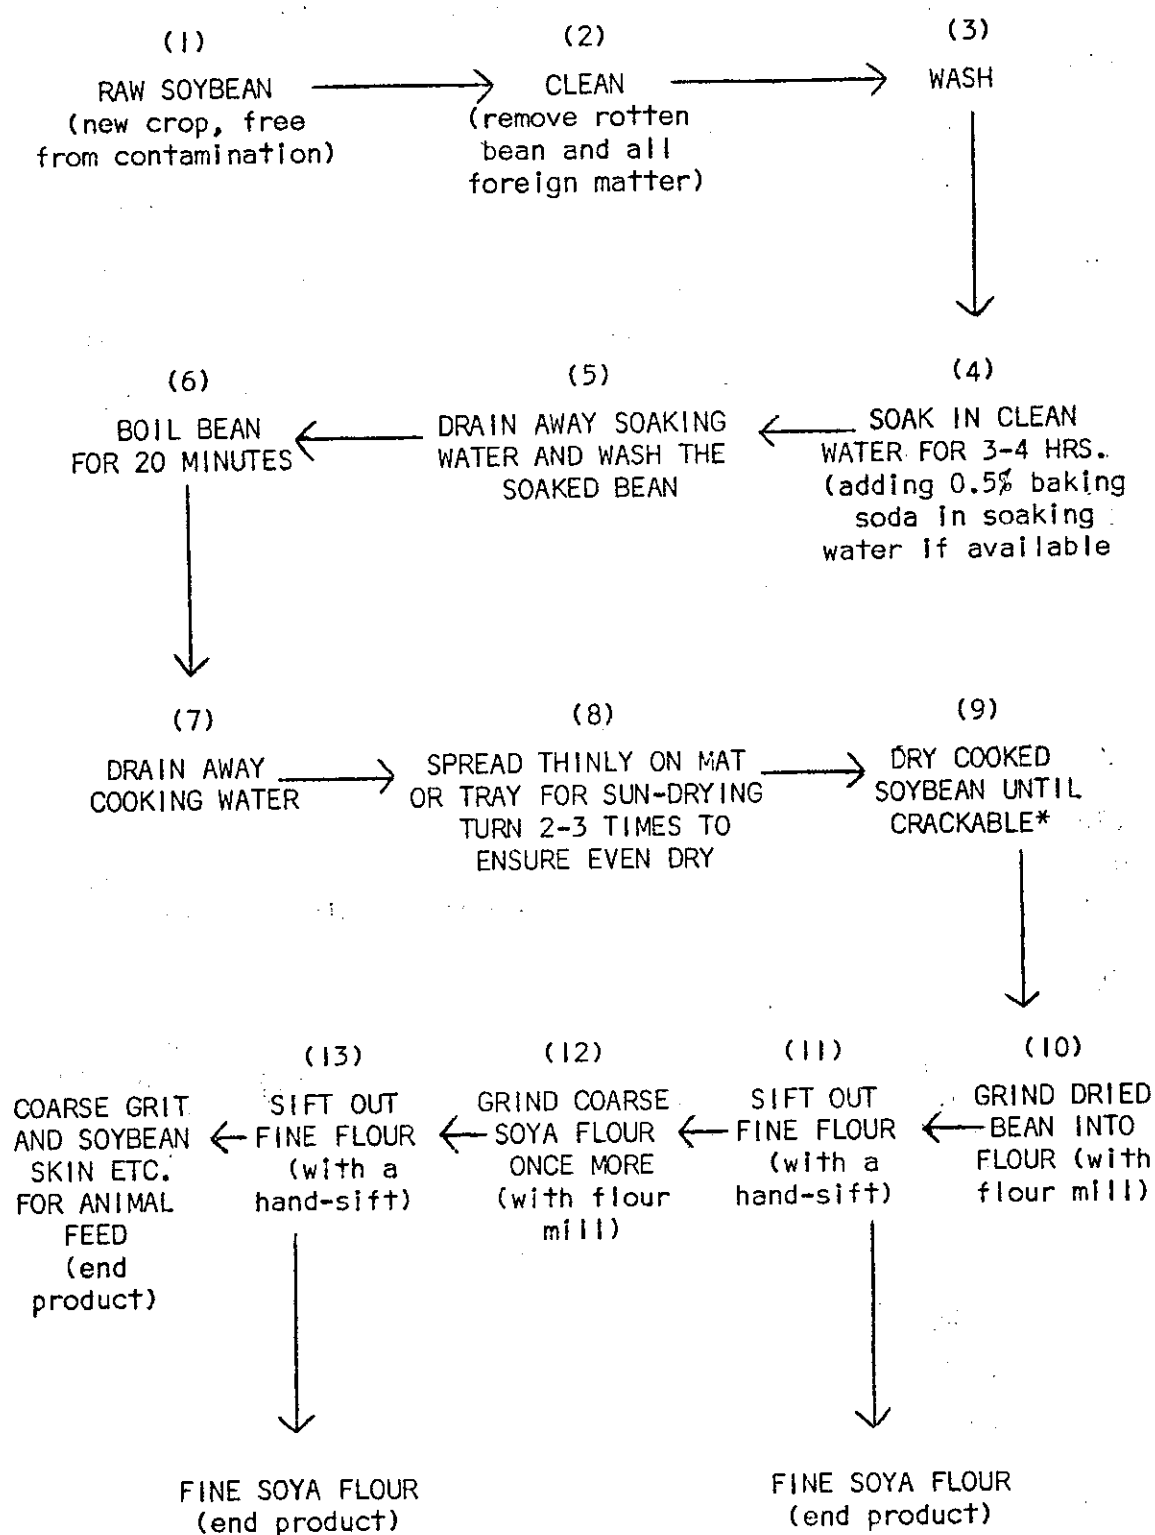 (1)
RAW SOYBEAN
(new crop, free
from contamination)
(2)
CLEAN
(remove rotten
bean and all
foreign matter)
(3)
WASH
(4)
SOAK IN CLEAN
WATER FOR 3-4 HRS.
(adding 0.5% baking
soda in soaking
water if available
(5)
DRAIN AWAY SOAKING
WATER AND WASH THE
SOAKED BEAN
(6)
BOIL BEAN
FOR 20 MINUTES
(7)
DRAIN AWAY
COOKING WATER
(8)
SPREAD THINLY ON MAT
OR TRAY FOR SUN-DRYING
TURN 2-3 TIMES TO
ENSURE EVEN DRY
(9)
DRY COOKED
SOYBEAN UNTIL
CRACKABLE*
(10)
GRIND DRIED
BEAN INTO
FLOUR (with
flour mill)
(11)
SIFT OUT
FINE FLOUR
(with a
hand-sift)
(12)
GRIND COARSE
SOYA FLOUR
ONCE MORE
(with flour
mill)
(13)
SIFT OUT
FINE FLOUR
(with a
hand-sift)
COARSE GRIT
AND SOYBEAN
SKIN ETC.
FOR ANIMAL
FEED
(end
product)
FINE SOYA FLOUR
(end product)
FINE SOYA FLOUR
(end product)